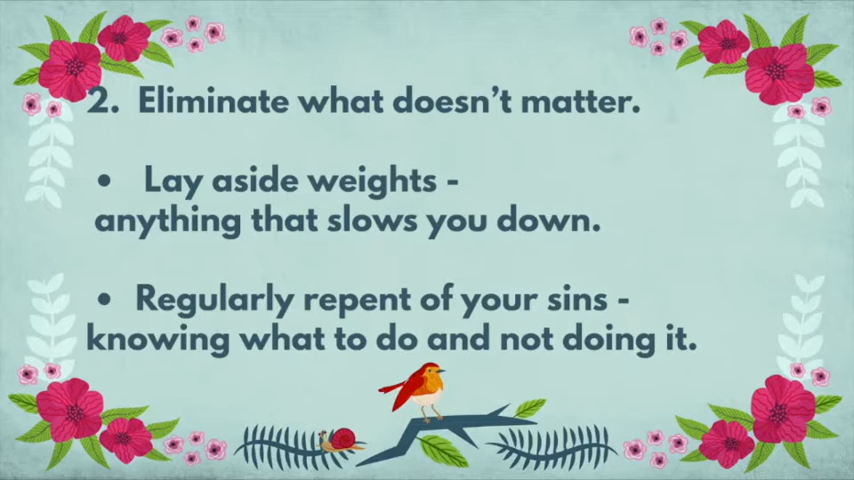 2. Eliminate what doesn't matter.
• Lay aside weights -
anything that slows you down.
• Regularly repent of your sins -
knowing what to do and not doing it.